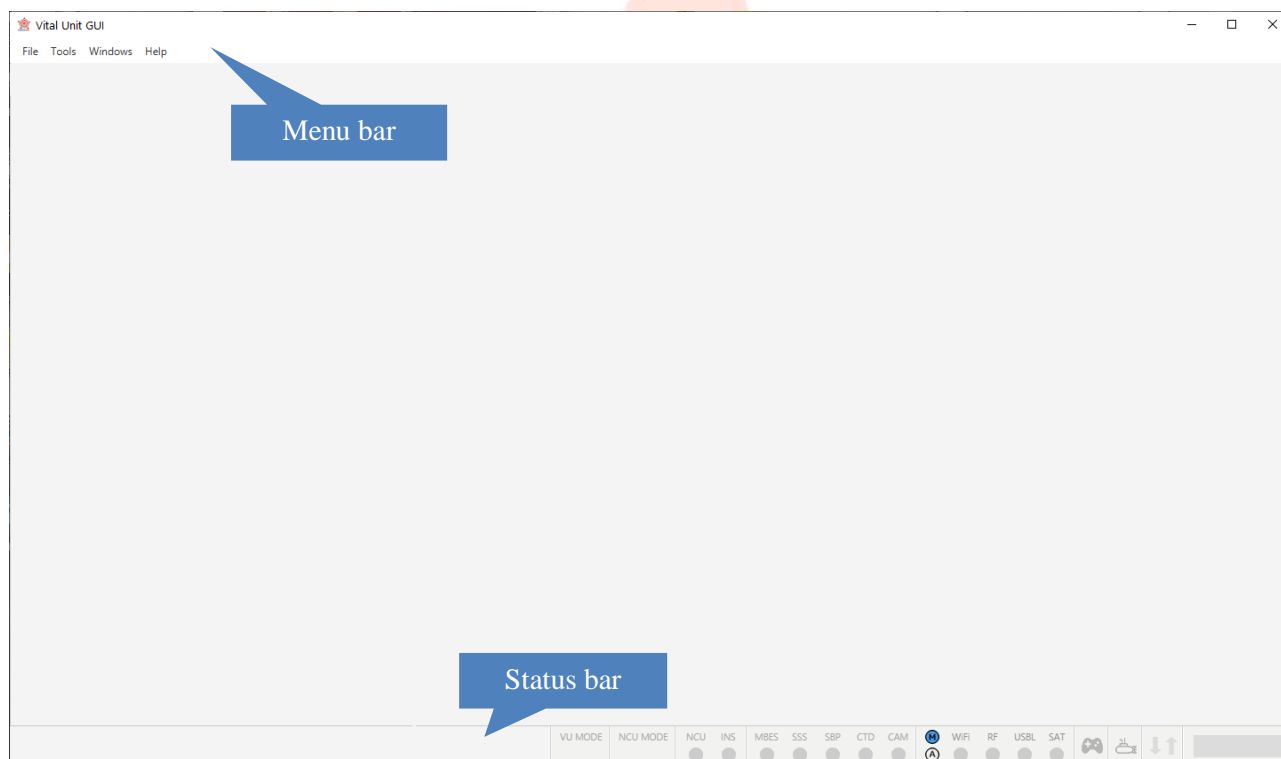 Vital Unit GUI
File Tools Windows Help
Menu bar
Status bar
VU MODE NCU MODE NCU INS MBES SSS SBP CTD CAM M WiFi RF USBL SAT
A